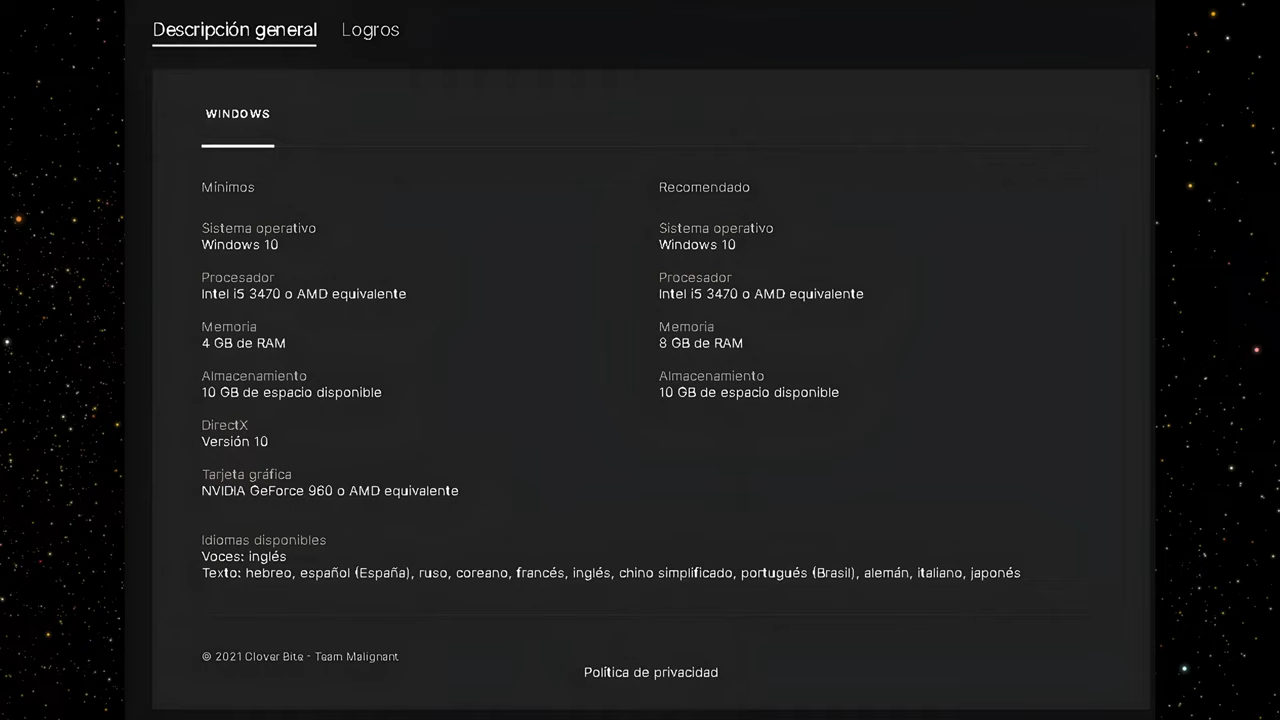 Descripción general Logros
WINDOWS
Mínimos
Sistema operativo
Windows 10
Procesador
Intel i5 3470 o AMD equivalente
Memoria
4 GB de RAM
Almacenamiento
10 GB de espacio disponible
DirectX
Versión 10
Tarjeta gráfica
NVIDIA GeForce 960 o AMD equivalente
Recomendado
Sistema operativo
Windows 10
Procesador
Intel i5 3470 o AMD equivalente
Memoria
8 GB de RAM
Almacenamiento
10 GB de espacio disponible
Idiomas disponibles
Voces: inglés
Texto: hebreo, español (España), ruso, coreano, francés, inglés, chino simplificado, portugués (Brasil), alemán, italiano, japonés
© 2021 Clover Bite - Team Malignant
Política de privacidad